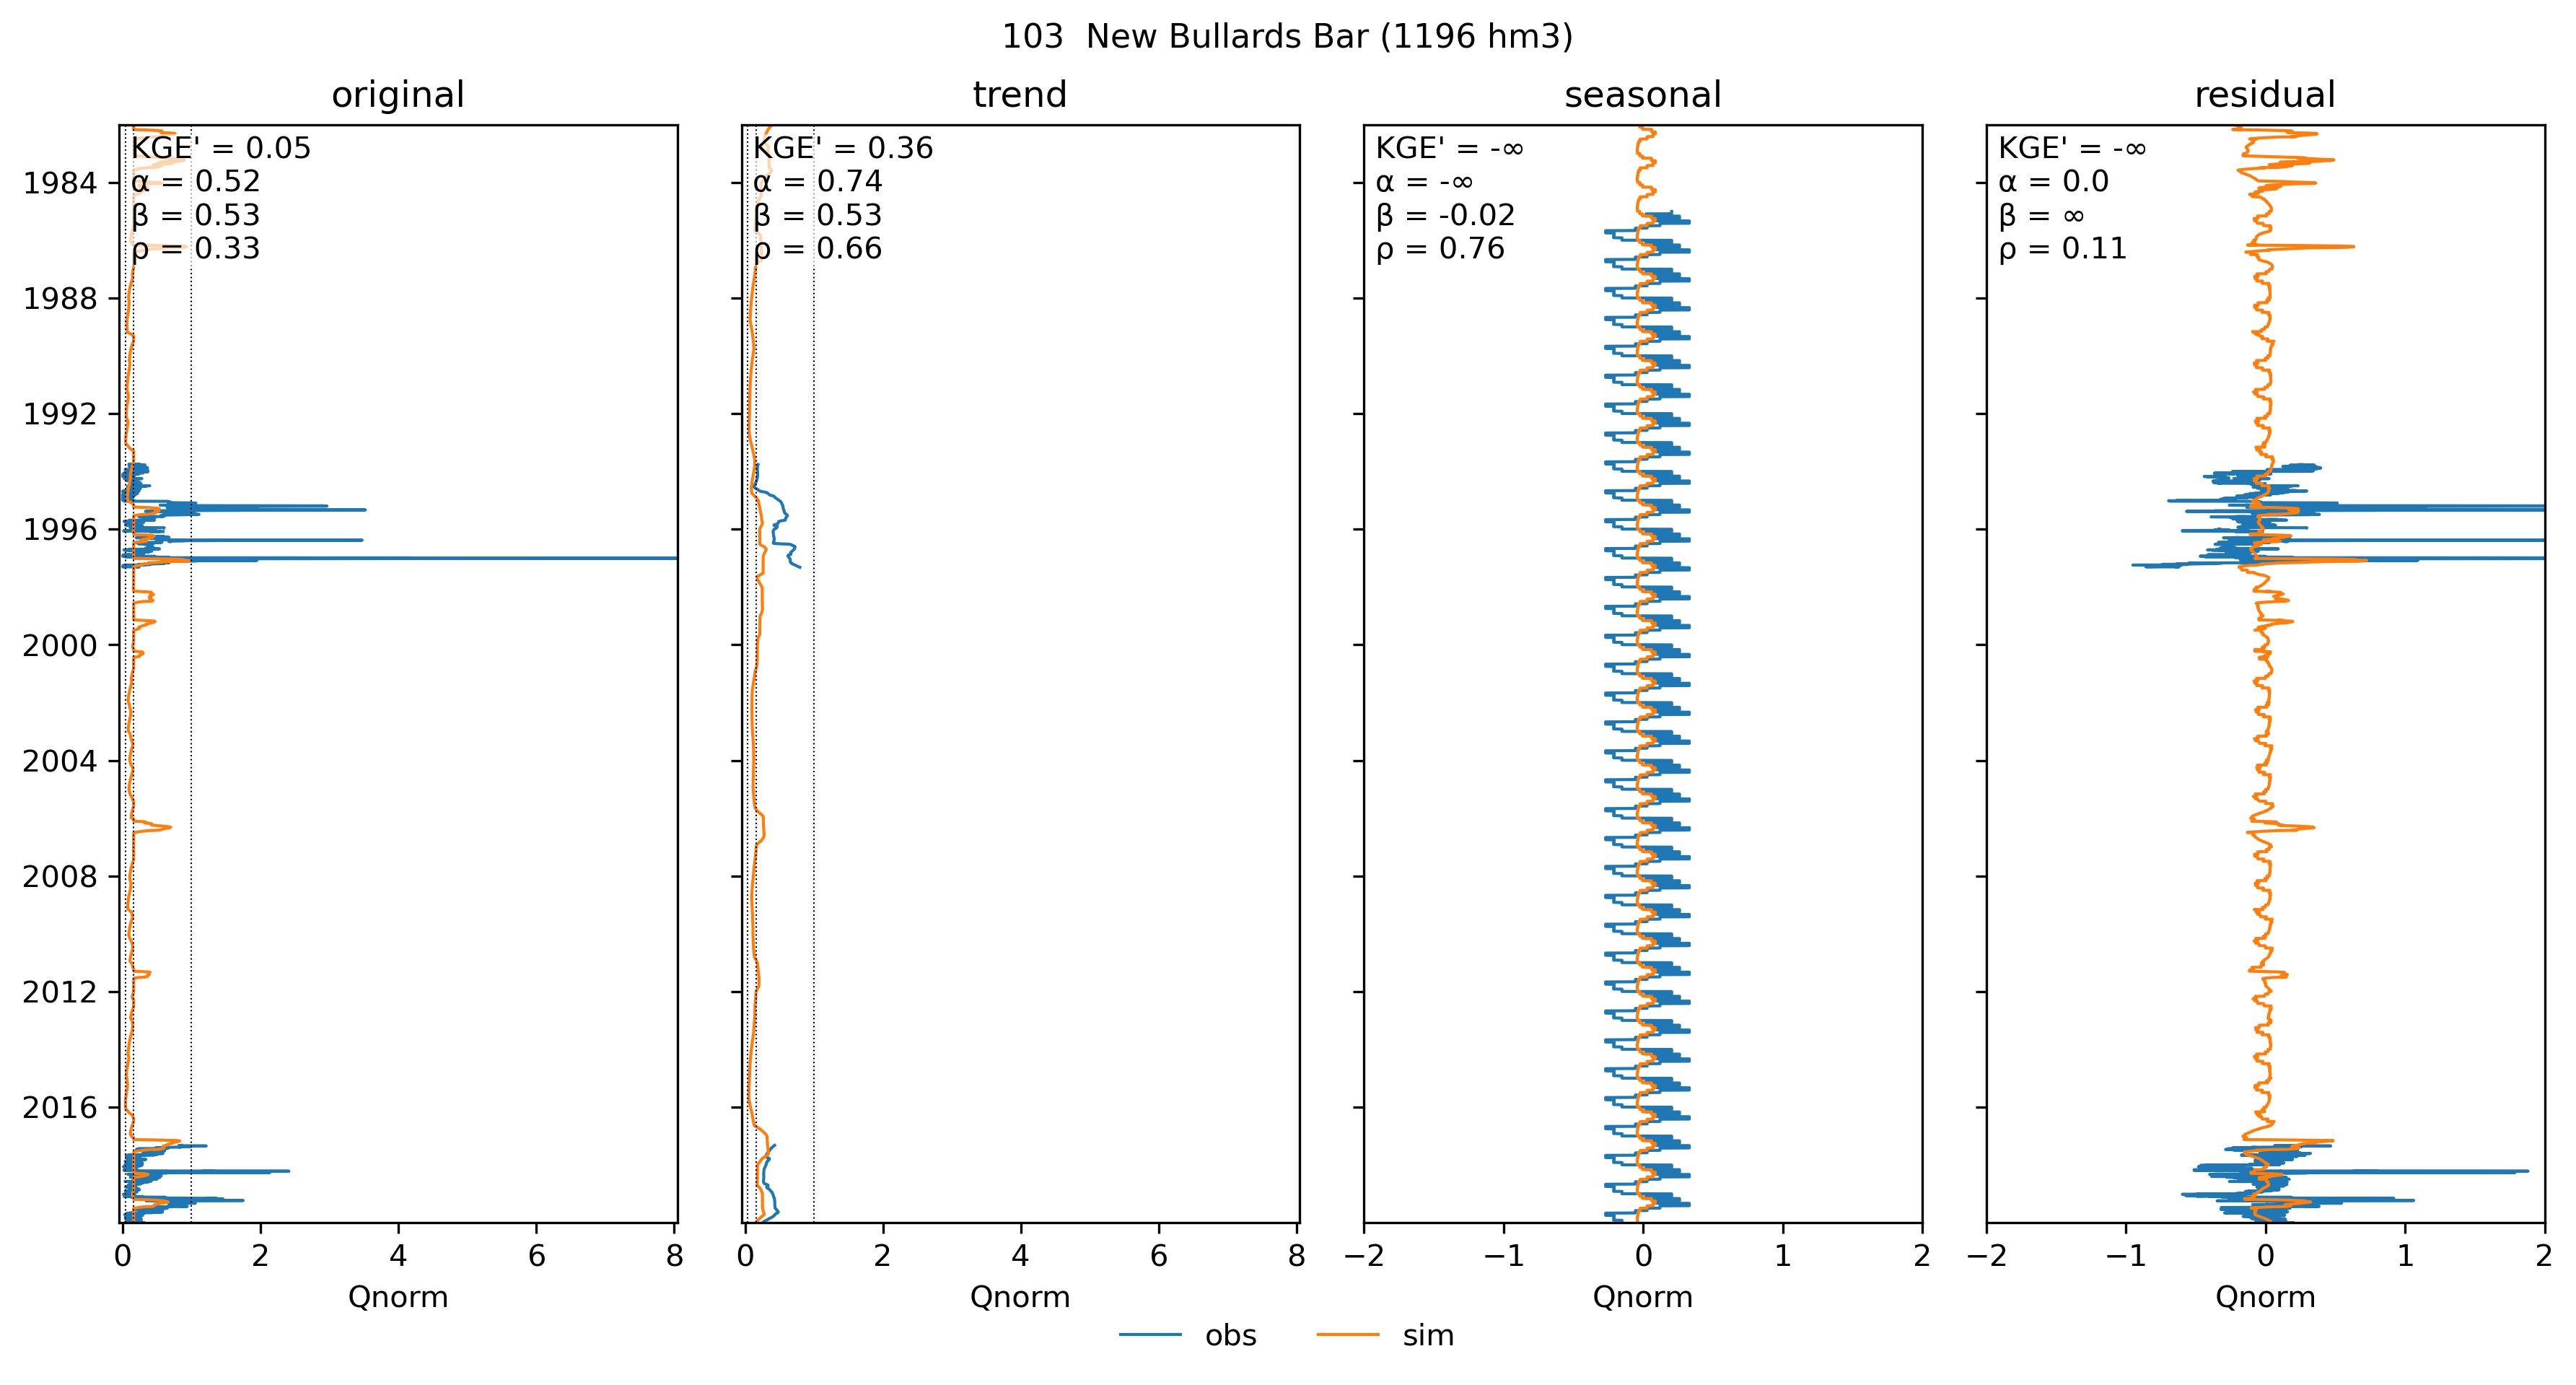 103  New Bullards Bar (1196 hm3)
original
trend
seasonal
residual
KGE' = 0.05
α = 0.52
β = 0.53
ρ = 0.33
KGE' = 0.36
α = 0.74
β = 0.53
ρ = 0.66
KGE' = -∞
α = -∞
β = -0.02
ρ = 0.76
KGE' = -∞
α = 0.0
β = ∞
ρ = 0.11
1984
1988
1992
1996
2000
2004
2008
2012
2016
0 2 4 6 8
0 2 4 6 8
−2 −1 0 1 2
−2 −1 0 1 2
Qnorm
Qnorm
Qnorm
Qnorm
obs
sim